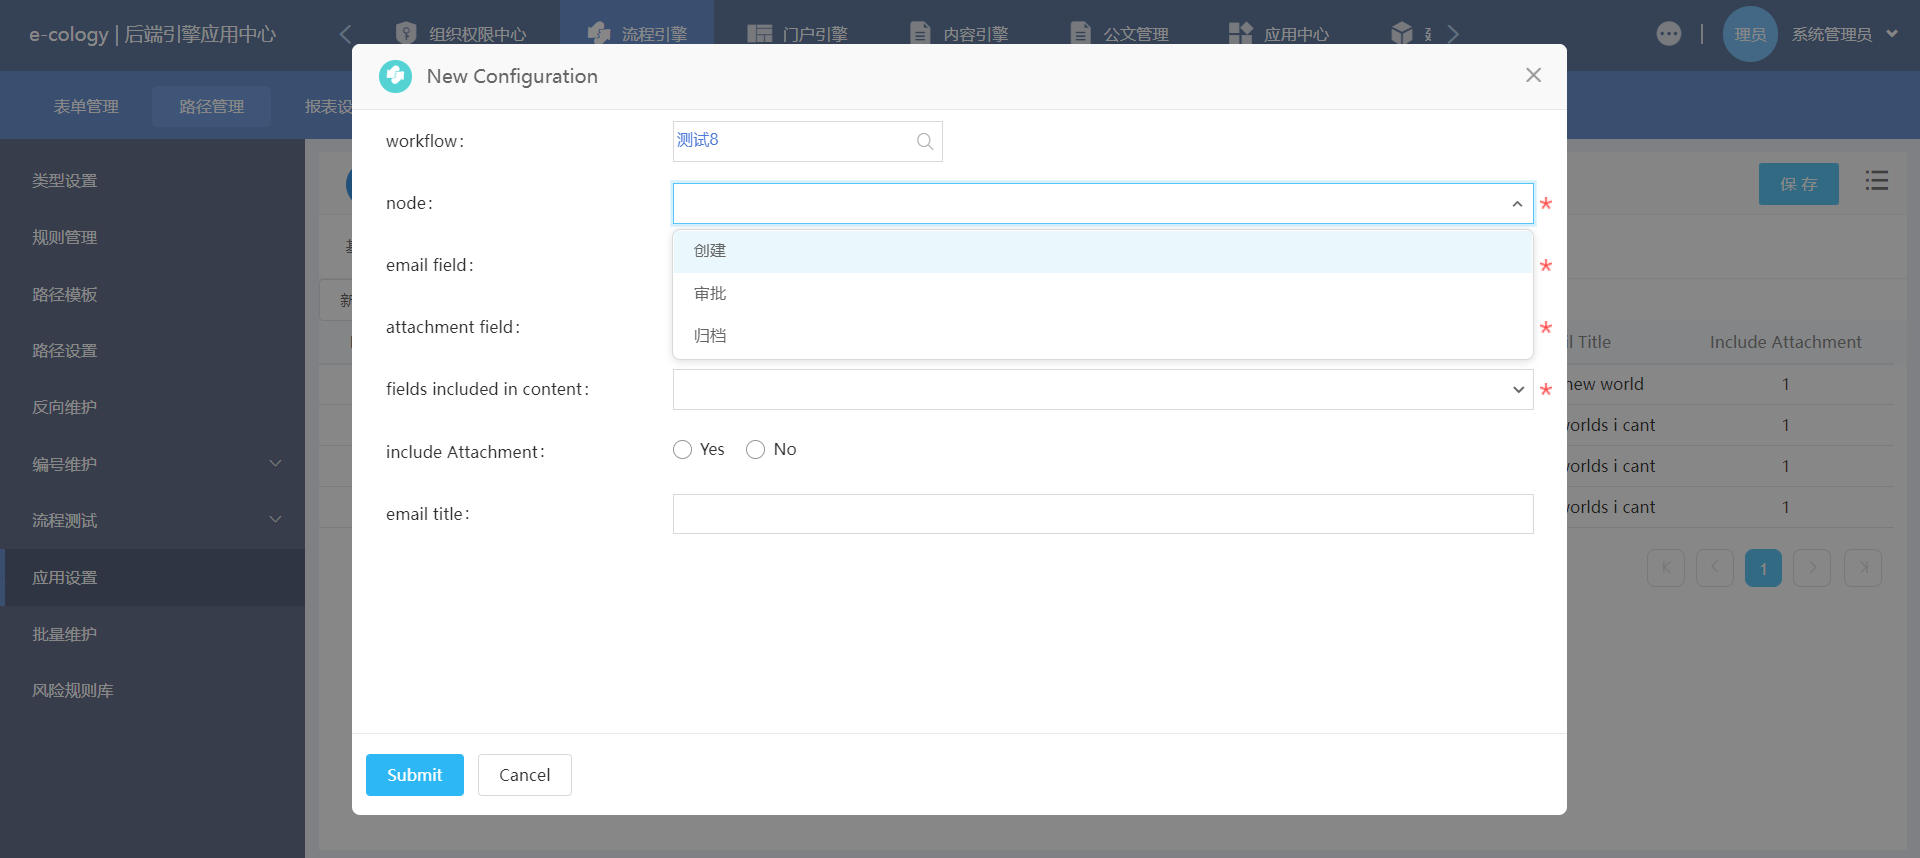 e-cology | 后端引擎应用中心
组织权限中心
流程引擎
门户引擎
内容引擎
公文管理
应用中心
理员
系统管理员
表单管理
路径管理
报表设
New Configuration
类型设置
规则管理
路径模板
路径设置
反向维护
编号维护
流程测试
应用设置
批量维护
风险规则库
保 存
workflow:
测试8
node:
创建
审批
归档
email field:
attachment field:
fields included in content:
include Attachment:
Yes
No
email title:
Submit
Cancel
Title
Include Attachment
new world
1
worlds i cant
1
worlds i cant
1
worlds i cant
1
1